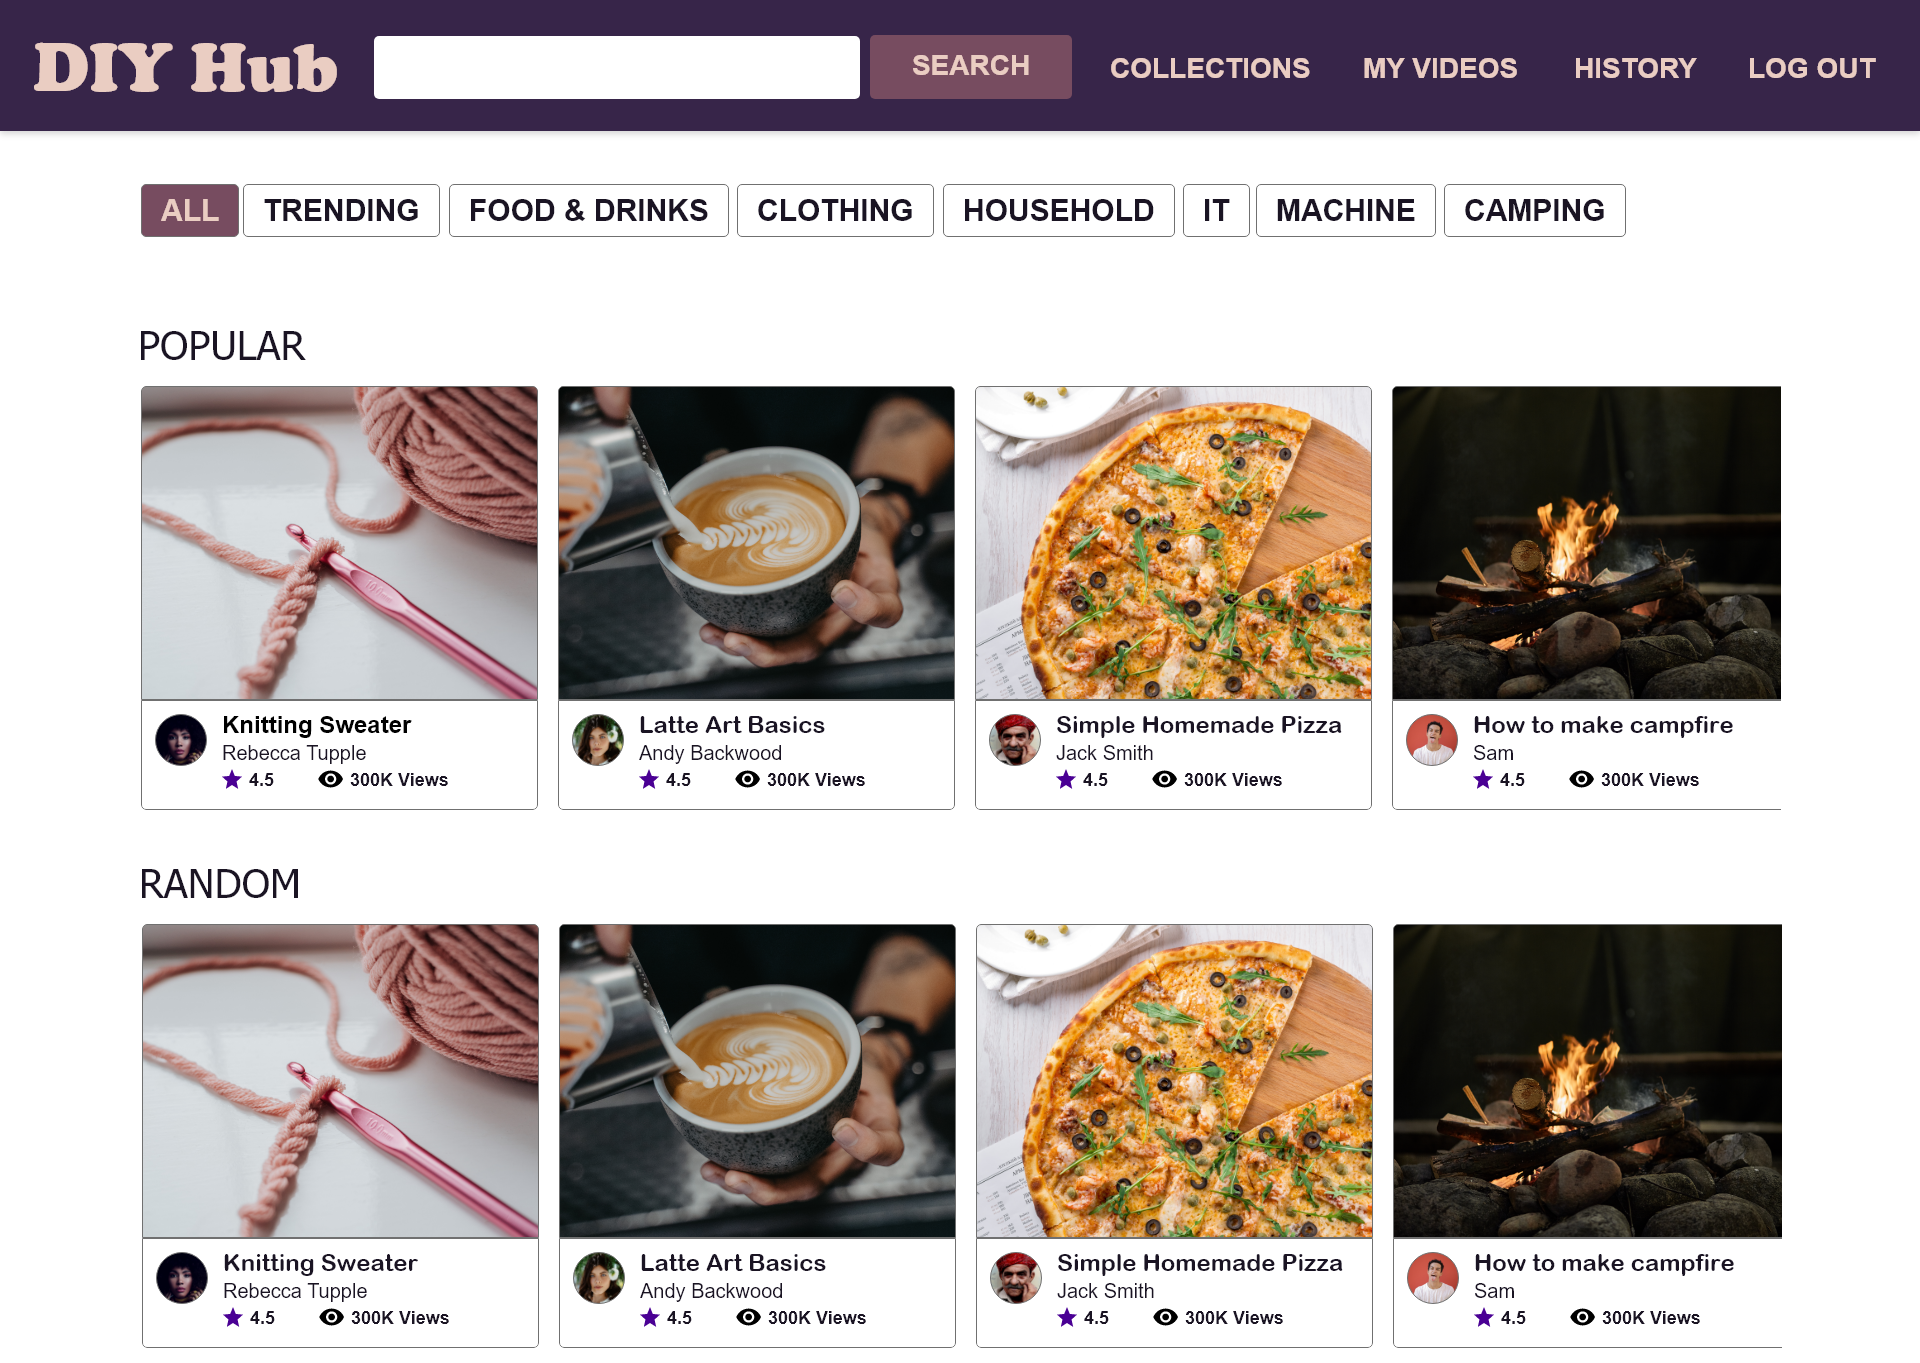 DIY Hub
SEARCH
COLLECTIONS
MY VIDEOS
HISTORY
LOG OUT
ALL
TRENDING
FOOD & DRINKS
CLOTHING
HOUSEHOLD
IT
MACHINE
CAMPING
POPULAR
Knitting Sweater
Rebecca Tupple
4.5
300K Views
Latte Art Basics
Andy Backwood
4.5
300K Views
Simple Homemade Pizza
Jack Smith
4.5
300K Views
How to make campfire
Sam
4.5
300K Views
RANDOM
Knitting Sweater
Rebecca Tupple
4.5
300K Views
Latte Art Basics
Andy Backwood
4.5
300K Views
Simple Homemade Pizza
Jack Smith
4.5
300K Views
How to make campfire
Sam
4.5
300K Views